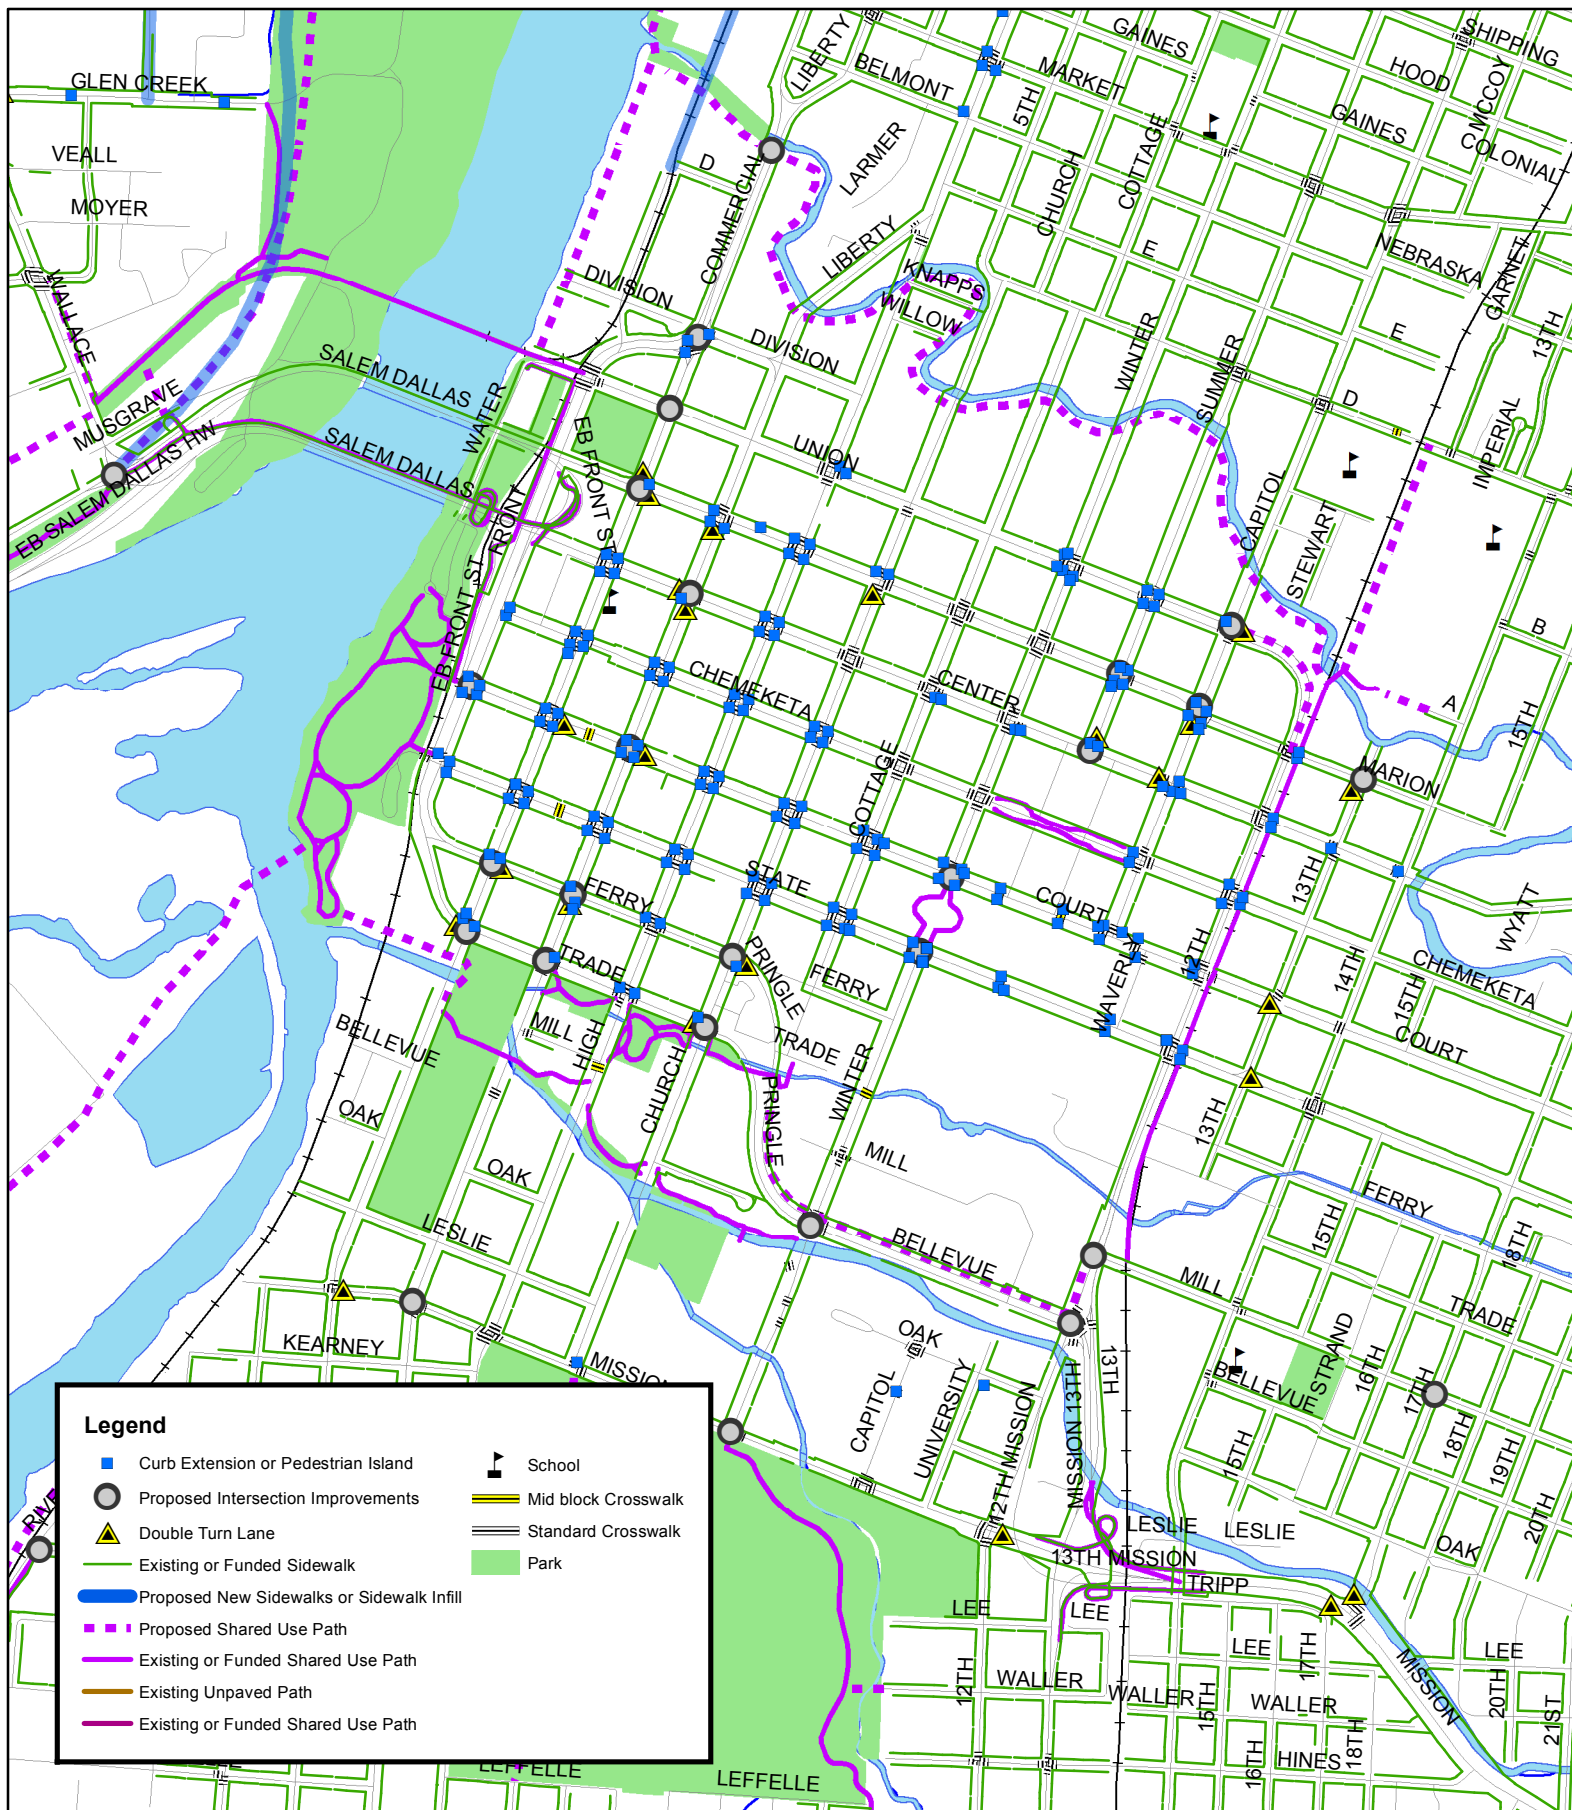 GLEN CREEK
VEALL
MOYER
WALLACE
MUSGRAVE
EB SALEM DALLAS HW
SALEM DALLAS
SALEM DALLAS
WATER
FRONT
EB FRONT ST
EB FRONT ST
DIVISION
D
COMMERCIAL
LIBERTY
BELMONT
LARMER
LIBERTY
KNAPPS
WILLOW
DIVISION
UNION
5TH
MARKET
GAINES
SHIPPING
HOOD
MCCOY
GAINES
O
COLONIAL
COTTAGE
CHURCH
E
NEBRASKA
GARNET
E
13TH
WINTER
SUMMER
D
IMPERIAL
CAPITOL
STEWART
B
A
15TH
MARION
CENTER
CHEMEKETA
COTTAGE
STATE
COURT
FERRY
TRADE
PRINGLE
FERRY
TRADE
WAVERLY
12TH
13TH
14TH
15TH
WYATT
CHEMEKETA
COURT
BELLEVUE
MILL
HIGH
CHURCH
PRINGLE
WINTER
OAK
OAK
MILL
13TH
FERRY
15TH
18TH
LESLIE
BELLEVUE
MILL
TRADE
KEARNEY
MISSION
OAK
CAPITOL
UNIVERSITY
12TH MISSION
MISSION 13TH
13TH
STRAND
BELLEVUE
16TH
17TH
18TH
19TH
20TH
15TH
OAK
LESLIE
LESLIE
13TH MISSION
TRIPP
LEE
LEE
LEE
LEE
17TH
12TH
WALLER
WALLER
WALLER
15TH
16TH
18TH
HINES
MISSION
20TH
21ST
LEFFELLE
LEFFELLE
Legend
Curb Extension or Pedestrian Island
Proposed Intersection Improvements
Double Turn Lane
Existing or Funded Sidewalk
Proposed New Sidewalks or Sidewalk Infill
Proposed Shared Use Path
Existing or Funded Shared Use Path
Existing Unpaved Path
Existing or Funded Shared Use Path
School
Mid block Crosswalk
Standard Crosswalk
Park